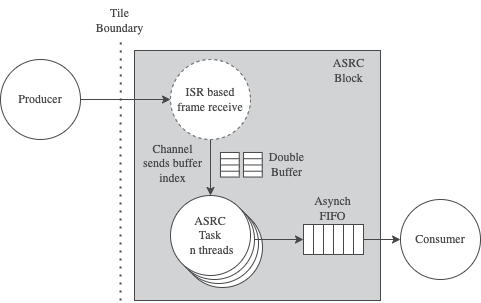 Tile
Boundary
ASRC
Block
Producer
ISR based
frame receive
Channel
sends buffer
index
Double
Buffer
ASRC
Task
n threads
Asynch
FIFO
Consumer